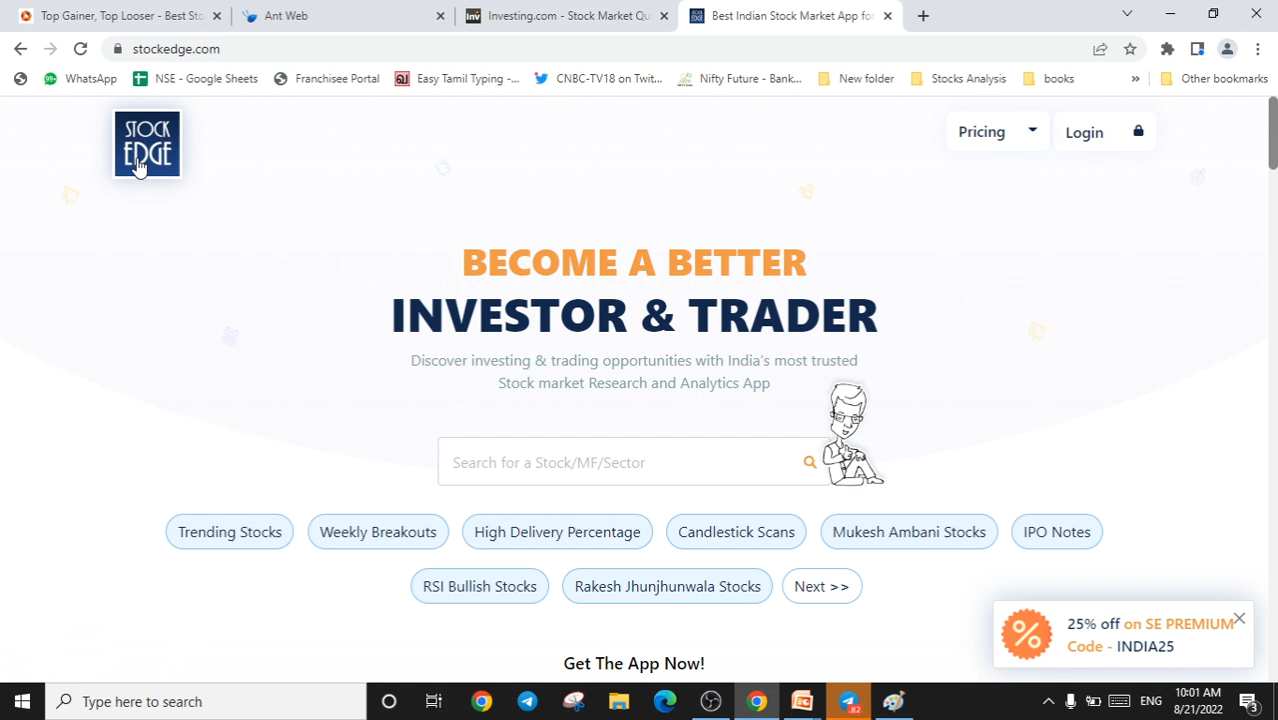 Top Gainer, Top Looser - Best Sto
Ant Web
Investing.com - Stock Market Qu
Best Indian Stock Market App for
stockedge.com
WhatsApp
NSE - Google Sheets
Franchisee Portal
Easy Tamil Typing -...
CNBC-TV18 on Twit...
Nifty Future - Bank...
New folder
Stocks Analysis
books
»
Other bookmarks
STOCK
EDGE
Pricing
Login
BECOME A BETTER
INVESTOR & TRADER
Discover investing & trading opportunities with India's most trusted
Stock market Research and Analytics App
Search for a Stock/MF/Sector
Trending Stocks
Weekly Breakouts
High Delivery Percentage
Candlestick Scans
Mukesh Ambani Stocks
IPO Notes
RSI Bullish Stocks
Rakesh Jhunjhunwala Stocks
Next >>
25% off on SE PREMIUM
Code - INDIA25
Get The App Now!
Type here to search
82
ENG
10:01 AM
8/21/2022
3